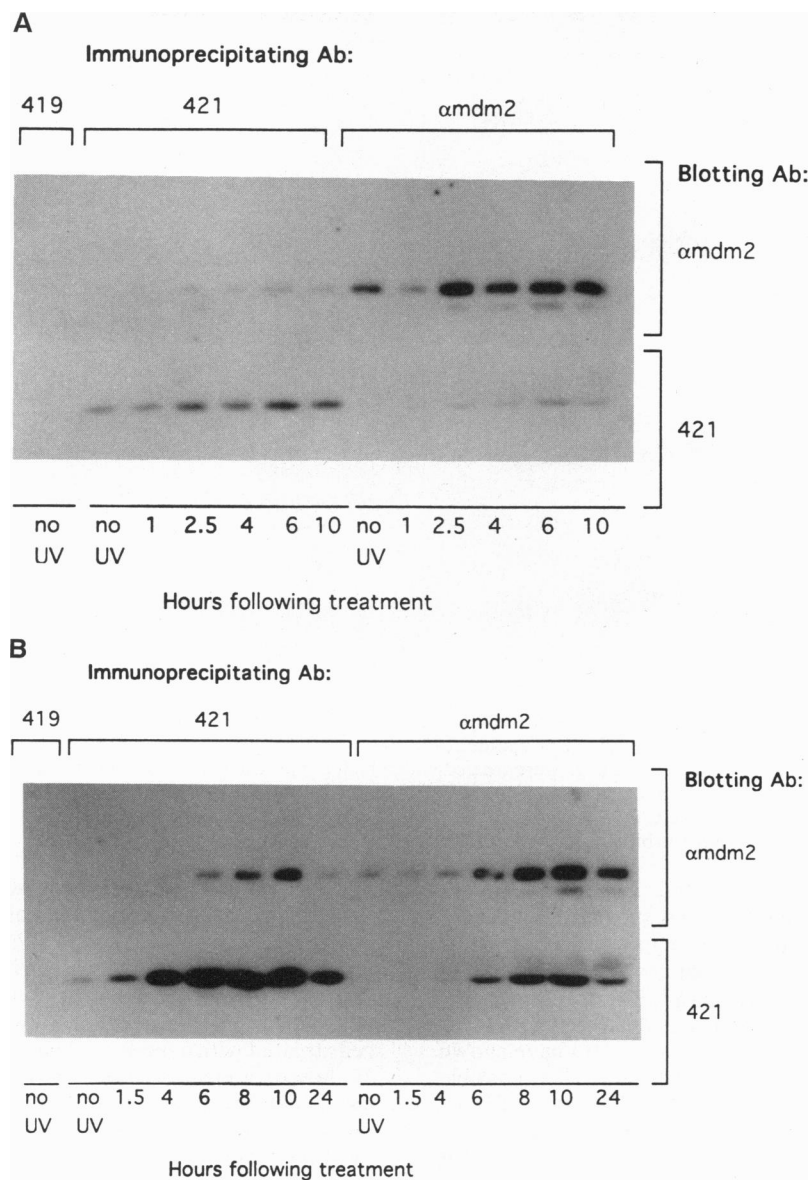 A
Immunoprecipitating Ab:
419 421 αmdm2
Blotting Ab:
αmdm2
421
no 1 2.5 4 6 10 no 1 2.5 4 6 10
no UV UV UV
Hours following treatment
B
Immunoprecipitating Ab:
419 421 αmdm2
Blotting Ab:
αmdm2
421
no no 1.5 4 6 8 10 24 no 1.5 4 6 8 10 24
UV UV UV
Hours following treatment